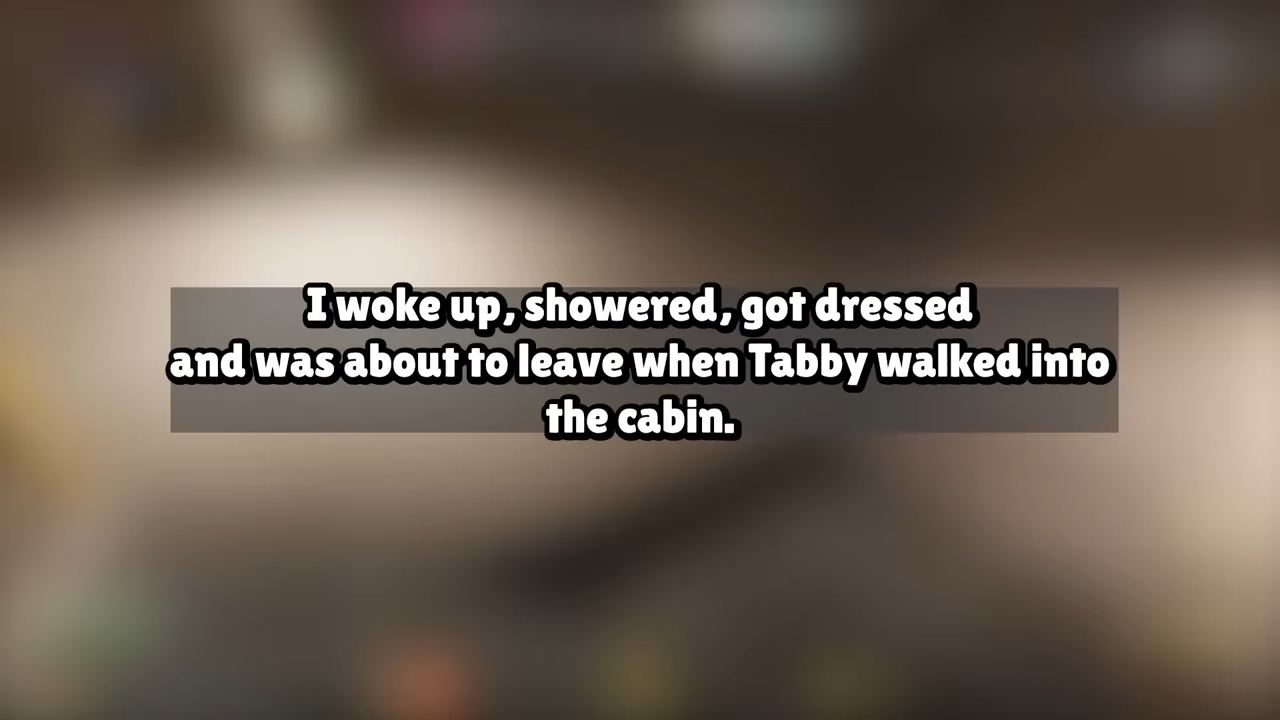 I woke up, showered, got dressed
and was about to leave when Tabby walked into
the cabin.